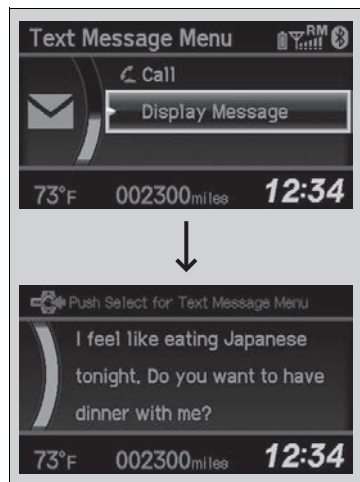 Text Message Menu RM
Call
Display Message
73°F 002300miles 12:34
Push Select for Text Message Menu
I feel like eating Japanese
tonight. Do you want to have
dinner with me?
73°F 002300miles 12:34